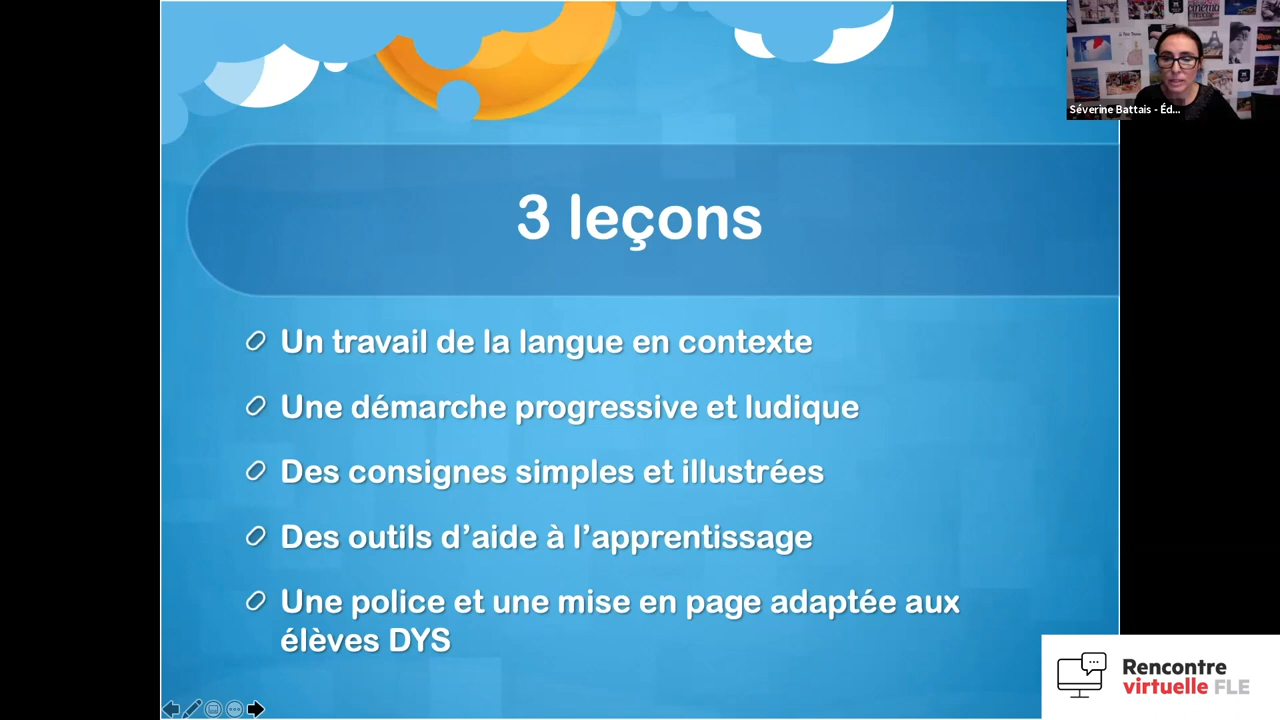 Séverine Battais - Éd...
3 leçons
Un travail de la langue en contexte
Une démarche progressive et ludique
Des consignes simples et illustrées
Des outils d’aide à l’apprentissage
Une police et une mise en page adaptée aux
élèves DYS
Rencontre
virtuelle FLE